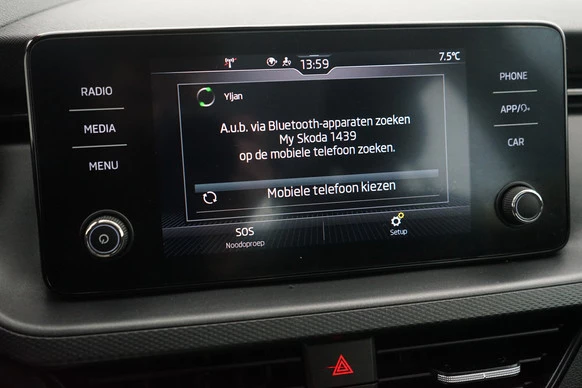 13:59
7.5°C
RADIO
MEDIA
MENU
Yljan
A.u.b. via Bluetooth-apparaten zoeken
My Skoda 1439
op de mobiele telefoon zoeken.
Mobiele telefoon kiezen
SOS
Noodoproep
Setup
PHONE
APP/
CAR